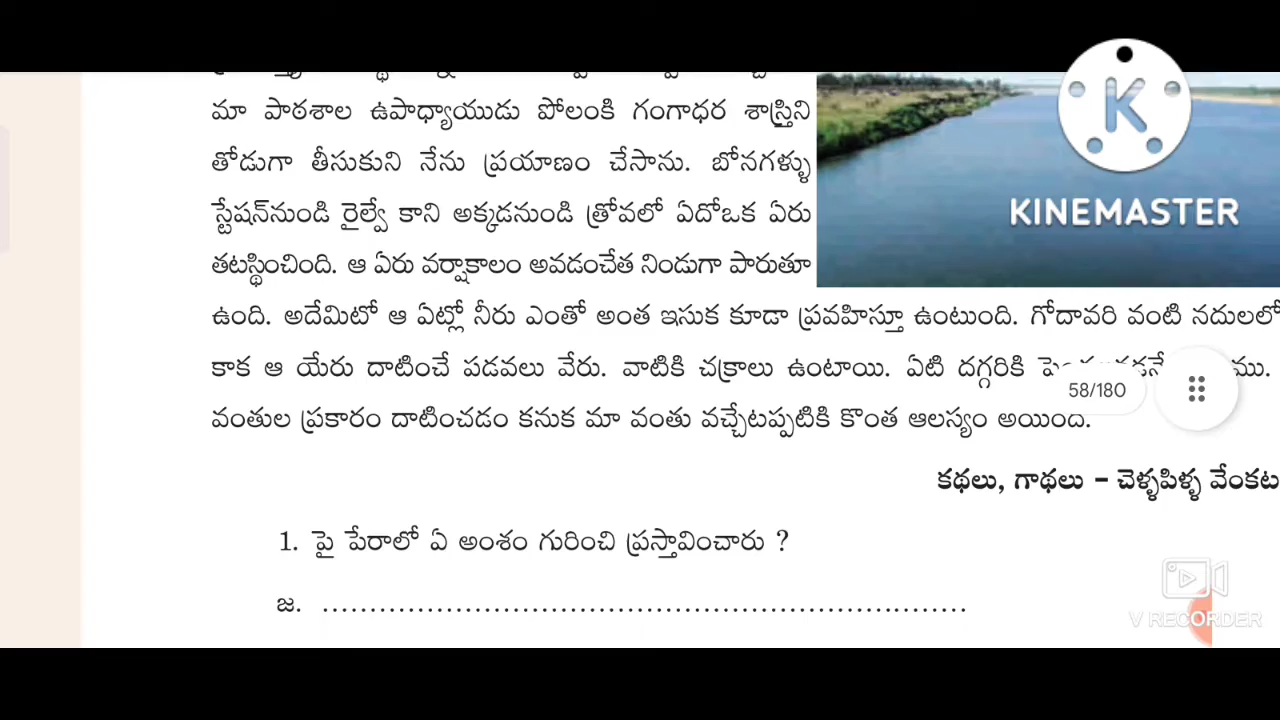 మా పాఠశాల ఉపాధ్యాయుడు పోలంకి గంగాధర శాస్త్రిని
తోడుగా తీసుకుని నేను ప్రయాణం చేసాను. బోనగళ్ళు
స్టేషన్‌నుండి రైల్వే కాని అక్కడనుండి త్రోవలో ఏదోఒక ఏరు
తటస్థించింది. ఆ ఏరు వర్షాకాలం అవడంచేత నిండుగా పారుతూ
ఉంది. అదేమిటో ఆ ఏట్లో నీరు ఎంతో అంత ఇసుక కూడా ప్రవహిస్తూ ఉంటుంది. గోదావరి వంటి నదులలో
కాక ఆ యేరు దాటించే పడవలు వేరు. వాటికి చక్రాలు ఉంటాయి. ఏటి దగ్గరికి
వంతుల ప్రకారం దాటించడం కనుక మా వంతు వచ్చేటప్పటికి కొంత ఆలస్యం అయింది.
కథలు, గాథలు – చెళ్ళపిళ్ళ వేంకట
1. పై పేరాలో ఏ అంశం గురించి ప్రస్తావించారు ?
జ. ....................................................................
KINEMASTER
58/180
V RECORDER